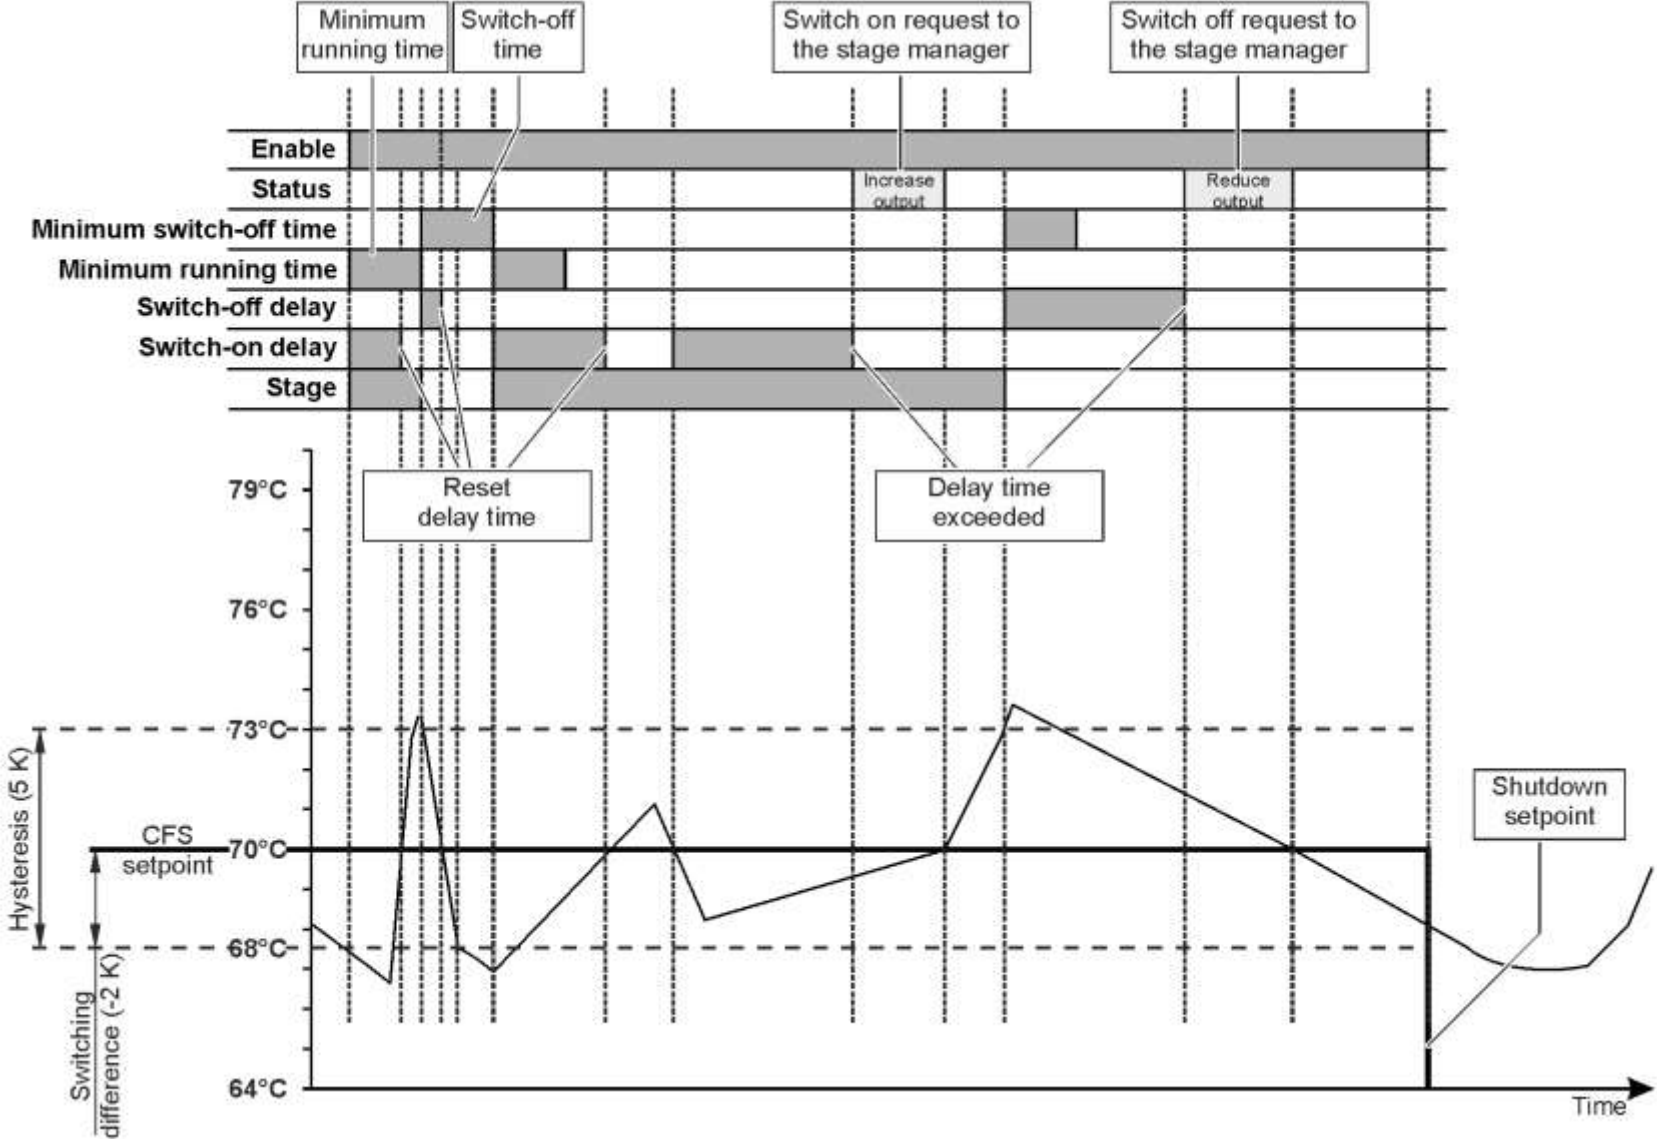 Minimum
running time
Switch-off
time
Switch on request to
the stage manager
Switch off request to
the stage manager
Enable
Status
Increase
output
Reduce
output
Minimum switch-off time
Minimum running time
Switch-off delay
Switch-on delay
Stage
Reset
delay time
Delay time
exceeded
79°C
76°C
73°C
70°C
68°C
64°C
CFS
setpoint
Hysteresis (5 K)
Switching
difference (-2 K)
Shutdown
setpoint
Time